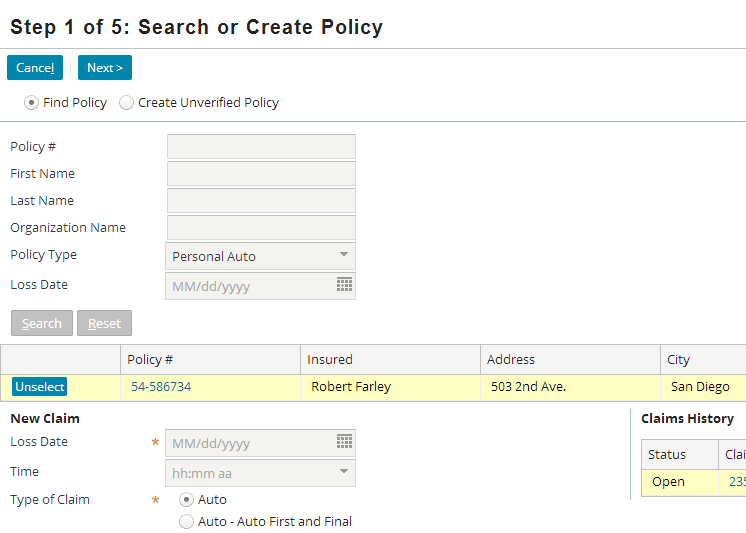 Step 1 of 5: Search or Create Policy
Cancel Next >
Find Policy Create Unverified Policy
Policy #
First Name
Last Name
Organization Name
Policy Type Personal Auto
Loss Date MM/dd/yyyy
Search Reset
Policy # Insured Address City
Unselect 54-586734 Robert Farley 503 2nd Ave. San Diego
New Claim Claims History
Loss Date * MM/dd/yyyy
Status Clai
Time hh:mm aa
Open 235
Type of Claim * Auto
Auto - Auto First and Final